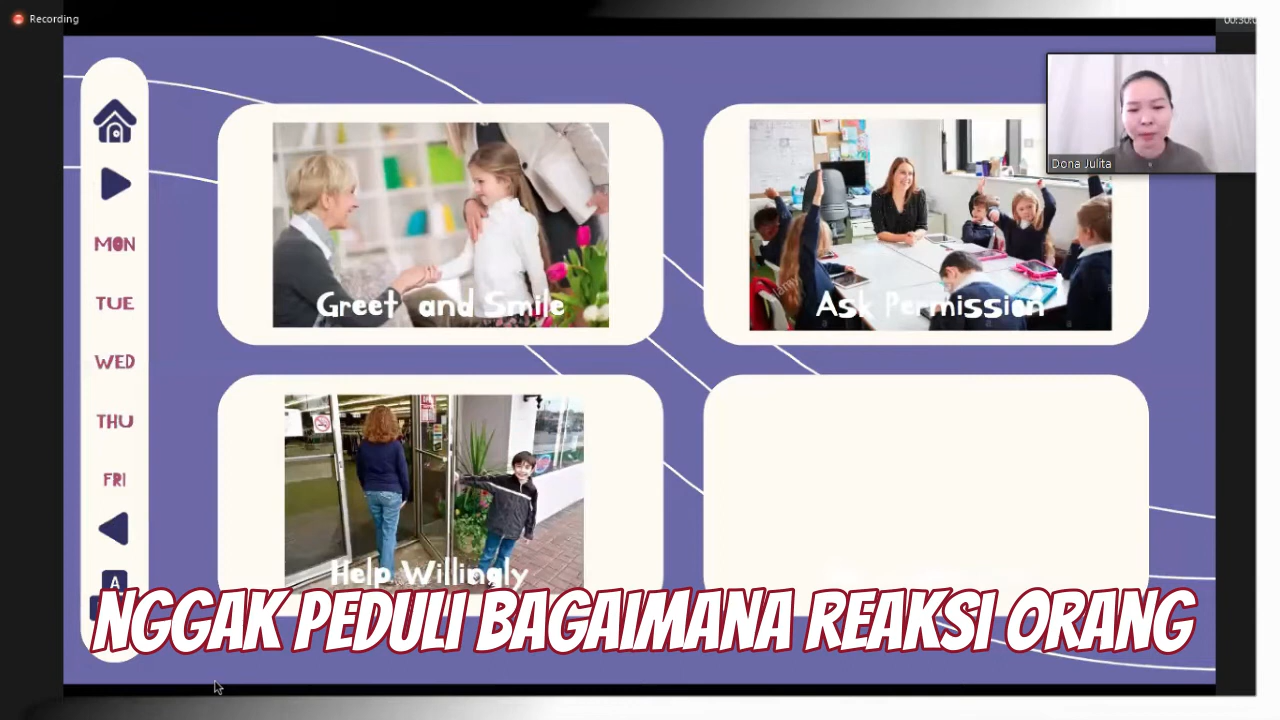 Recording
Dona Julita
MON
TUE
WED
THU
FRI
A
Greet and Smile
Ask Permission
Help Willingly
NGGAK PEDULI BAGAIMANA REAKSI ORANG